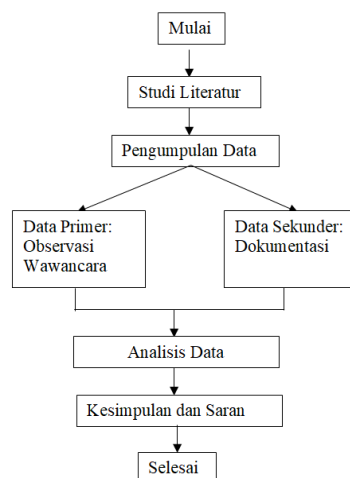 Mulai
Studi Literatur
Pengumpulan Data
Data Primer:
Observasi
Wawancara
Data Sekunder:
Dokumentasi
Analisis Data
Kesimpulan dan Saran
Selesai